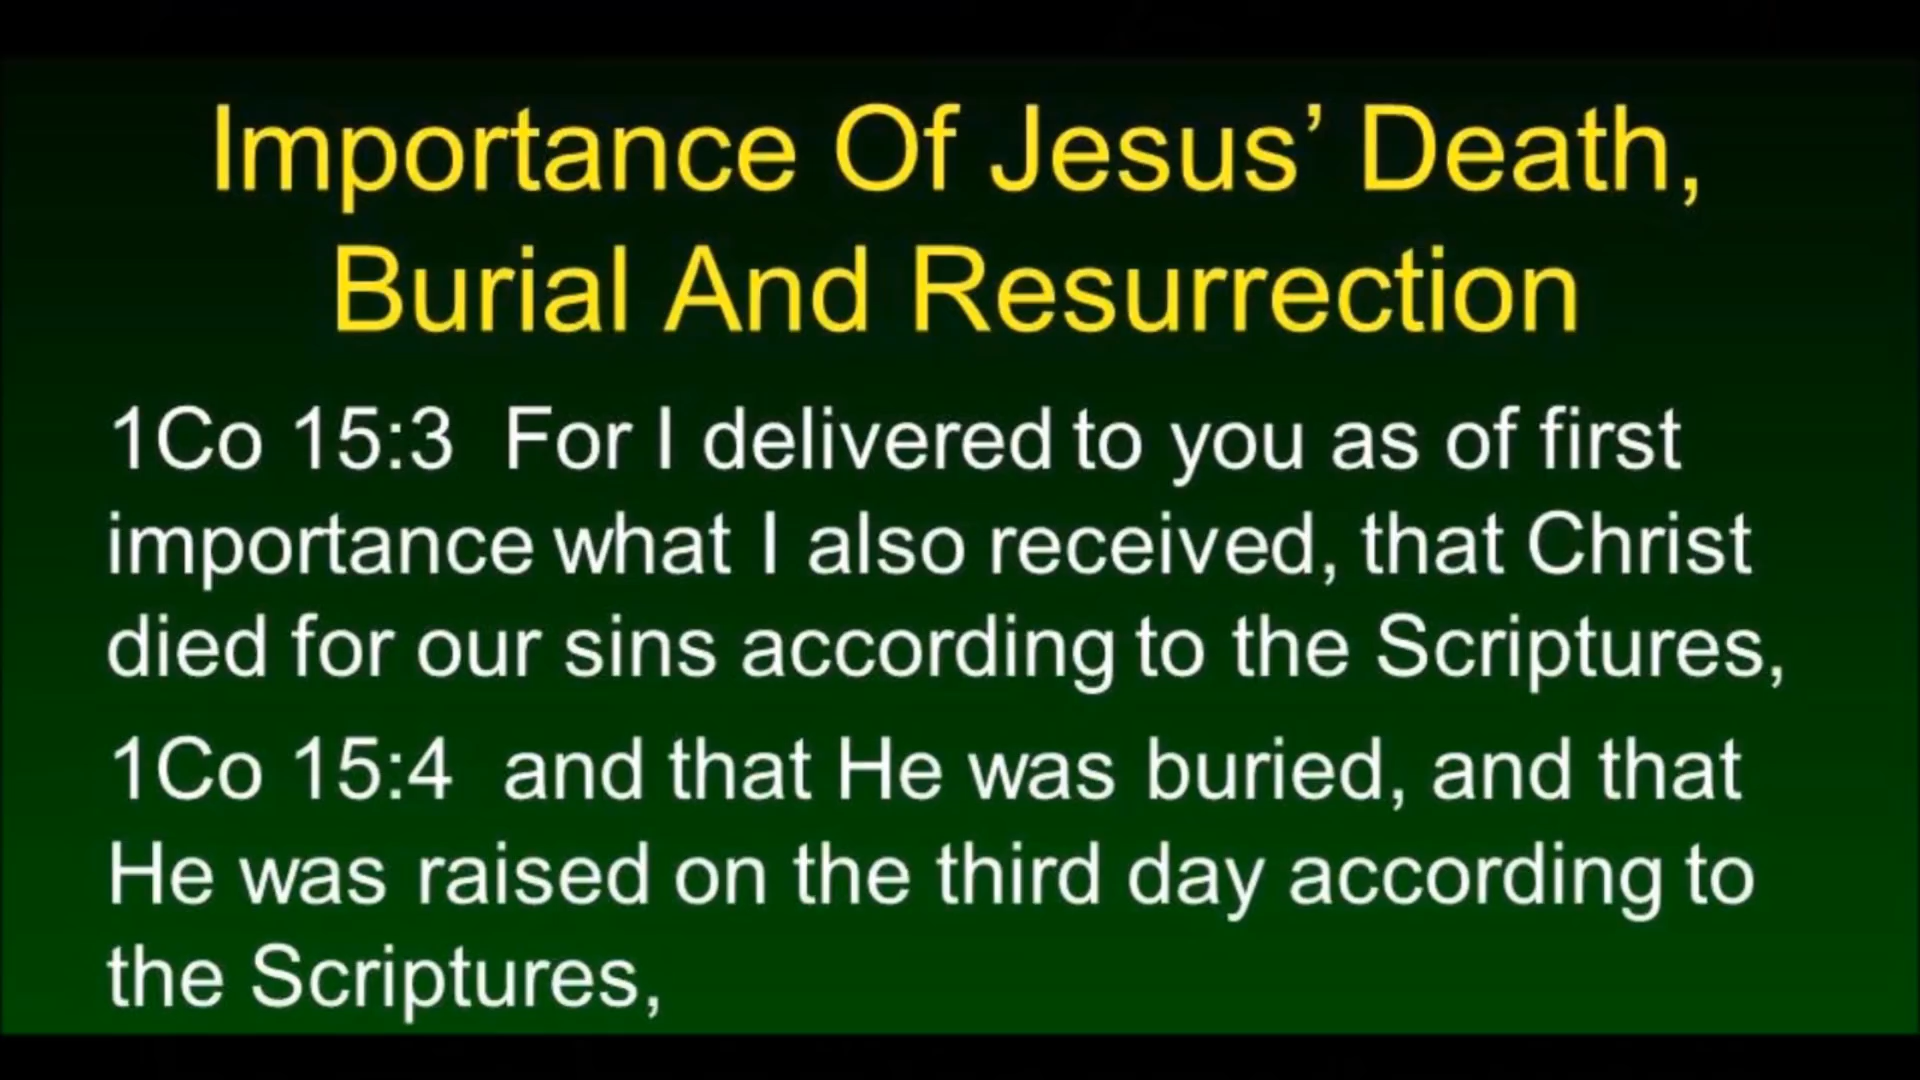 Importance Of Jesus’ Death,
Burial And Resurrection
1Co 15:3  For I delivered to you as of first
importance what I also received, that Christ
died for our sins according to the Scriptures,
1Co 15:4  and that He was buried, and that
He was raised on the third day according to
the Scriptures,